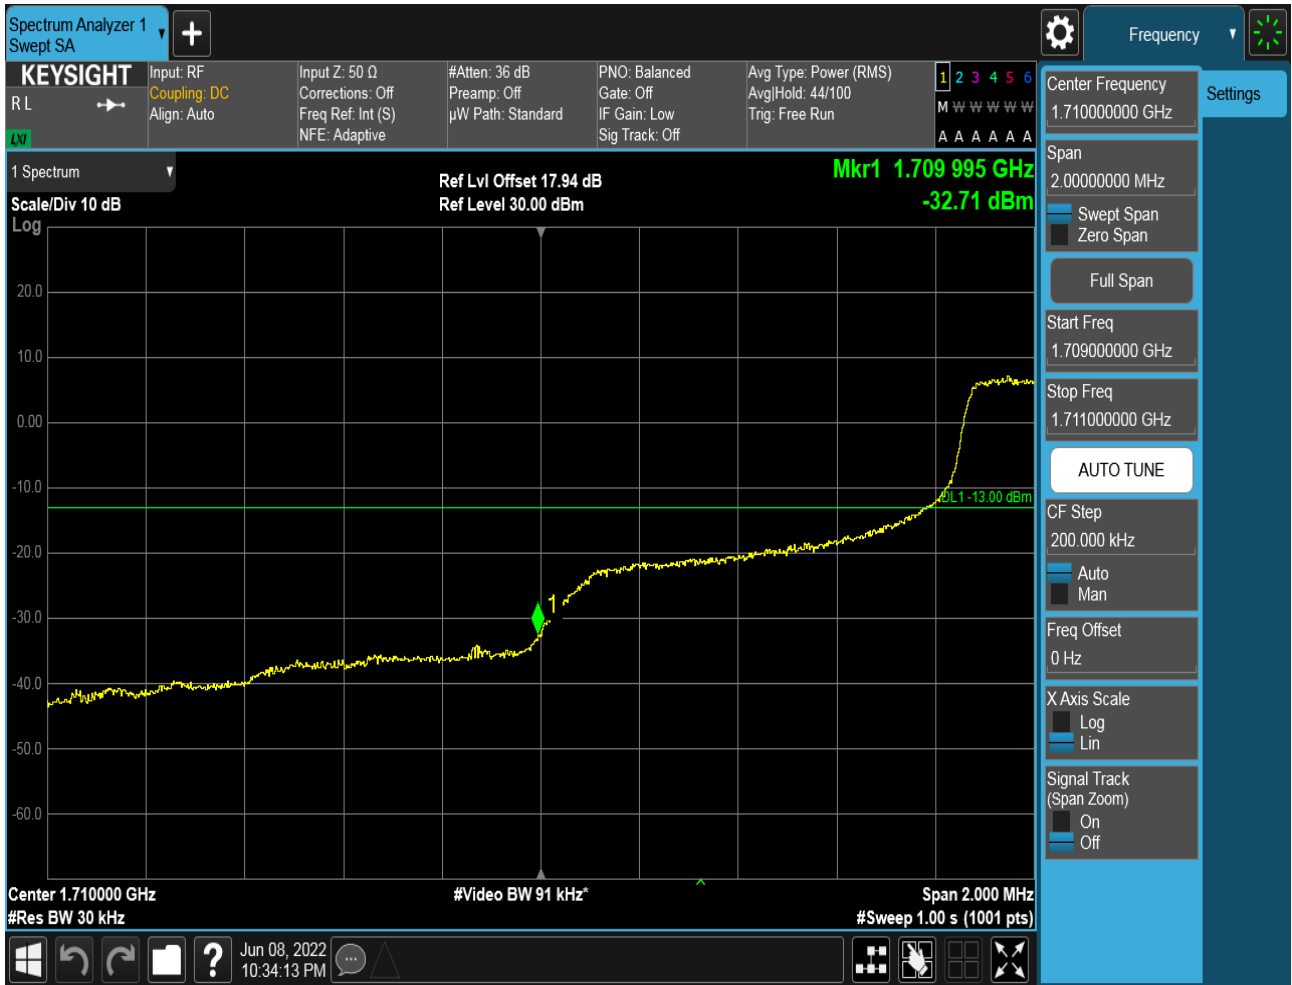 Spectrum Analyzer 1
Swept SA
Frequency
KEYSIGHT
R L
LXI
Input: RF
Coupling: DC
Align: Auto
Input Z: 50 Ω
Corrections: Off
Freq Ref: Int (S)
NFE: Adaptive
#Atten: 36 dB
Preamp: Off
µW Path: Standard
PNO: Balanced
Gate: Off
IF Gain: Low
Sig Track: Off
Avg Type: Power (RMS)
Avg|Hold: 44/100
Trig: Free Run
1 2 3 4 5 6
M W W W W W
A A A A A A
1 Spectrum
Scale/Div 10 dB
Log
Ref Lvl Offset 17.94 dB
Ref Level 30.00 dBm
Mkr1 1.709 995 GHz
-32.71 dBm
20.0
10.0
0.00
-10.0
-20.0
-30.0
-40.0
-50.0
-60.0
DL1 -13.00 dBm
1
Center 1.710000 GHz
#Res BW 30 kHz
#Video BW 91 kHz*
Span 2.000 MHz
#Sweep 1.00 s (1001 pts)
Jun 08, 2022
10:34:13 PM
Center Frequency
1.710000000 GHz
Settings
Span
2.00000000 MHz
Swept Span
Zero Span
Full Span
Start Freq
1.709000000 GHz
Stop Freq
1.711000000 GHz
AUTO TUNE
CF Step
200.000 kHz
Auto
Man
Freq Offset
0 Hz
X Axis Scale
Log
Lin
Signal Track
(Span Zoom)
On
Off